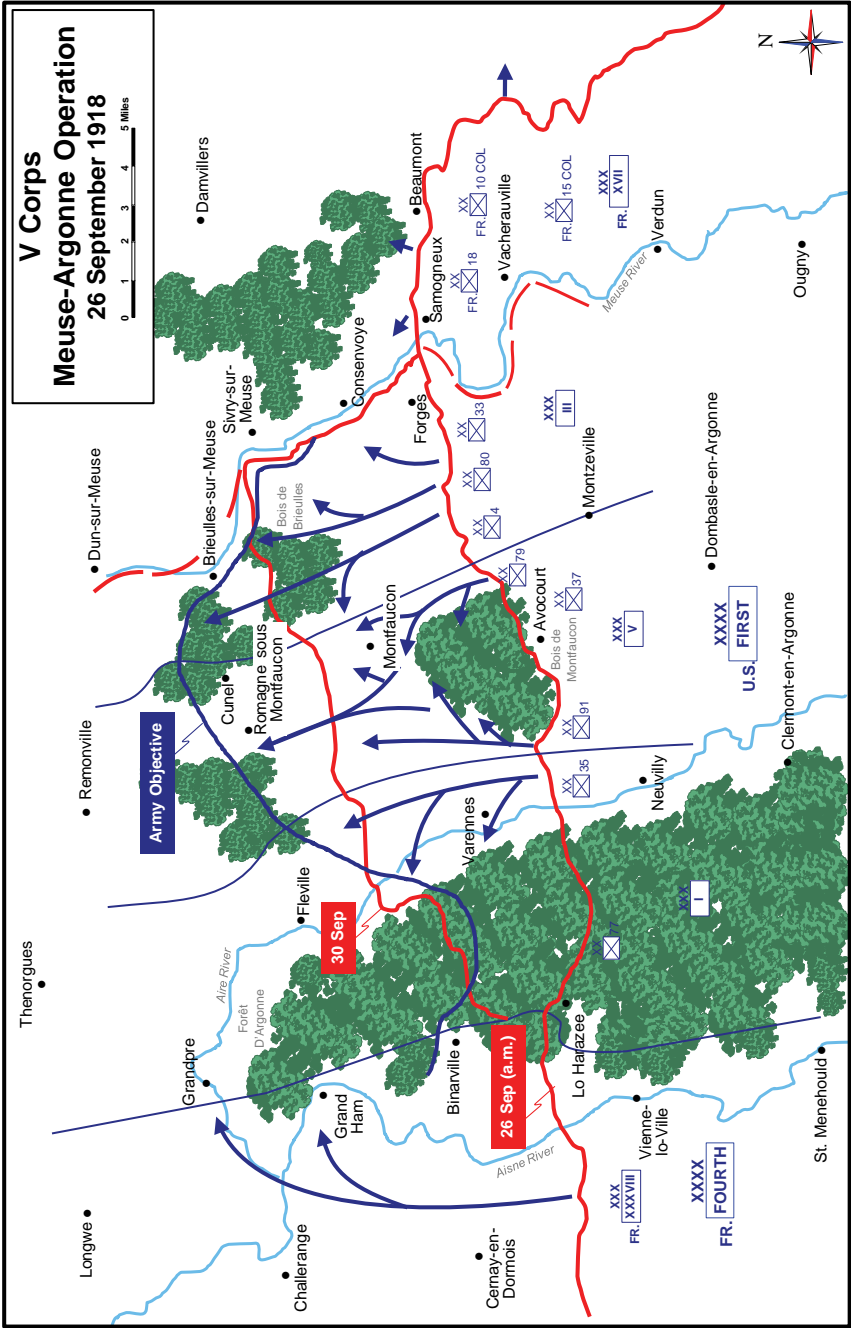 V Corps
Meuse-Argonne Operation
26 September 1918
0 1 2 3 4 5 Miles
N
Longwe
Thenorgues
Remonville
Dun-sur-Meuse
Damvillers
Challerange
Grandpre
Aire River
Forêt
D'Argonne
Grand
Ham
Fleville
Army Objective
Cunel
Romagne sous
Montfaucon
Brieulles-sur-Meuse
Bois de
Brieulles
Sivry-sur-
Meuse
Consenvoye
Beaumont
30 Sep
Cernay-en-
Dormois
Binarville
Varennes
Montfaucon
Forges
Samogneux
Aisne River
26 Sep (a.m.)
Lo Harazee
Avocourt
Bois de
Montfaucon
Vacherauville
XX
77
XX
35
XX
91
XX
37
XX
79
XX
4
XX
80
XX
33
XX
FR. 18
XX
FR. 10 COL
XX
FR. 15 COL
XXX
FR. XVII
Vienne-
lo-Ville
Neuvilly
Montzeville
Meuse River
Verdun
XXX
FR. XXXVIII
XXX
I
XXX
V
XXX
III
XXXX
FR. FOURTH
XXXX
U.S. FIRST
St. Menehould
Clermont-en-Argonne
Dombasle-en-Argonne
Ougny